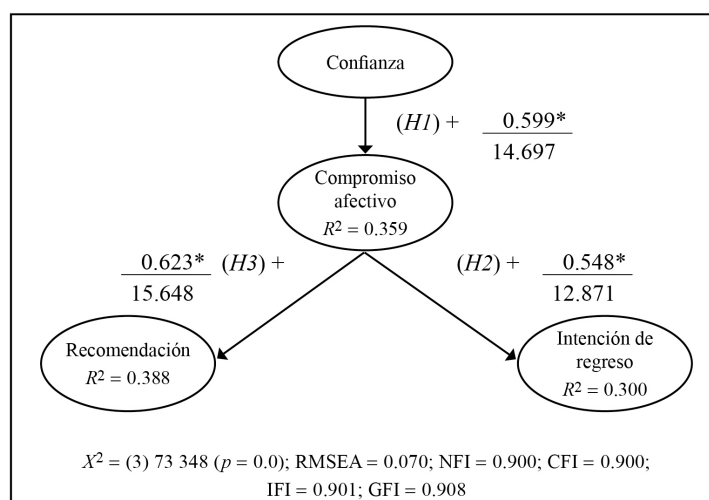 Confianza
(H1) + 0.599*
14.697
Compromiso
afectivo
R² = 0.359
0.623* (H3) +
15.648
(H2) + 0.548*
12.871
Recomendación
R² = 0.388
Intención de
regreso
R² = 0.300
X² = (3) 73 348 (p = 0.0); RMSEA = 0.070; NFI = 0.900; CFI = 0.900;
IFI = 0.901; GFI = 0.908